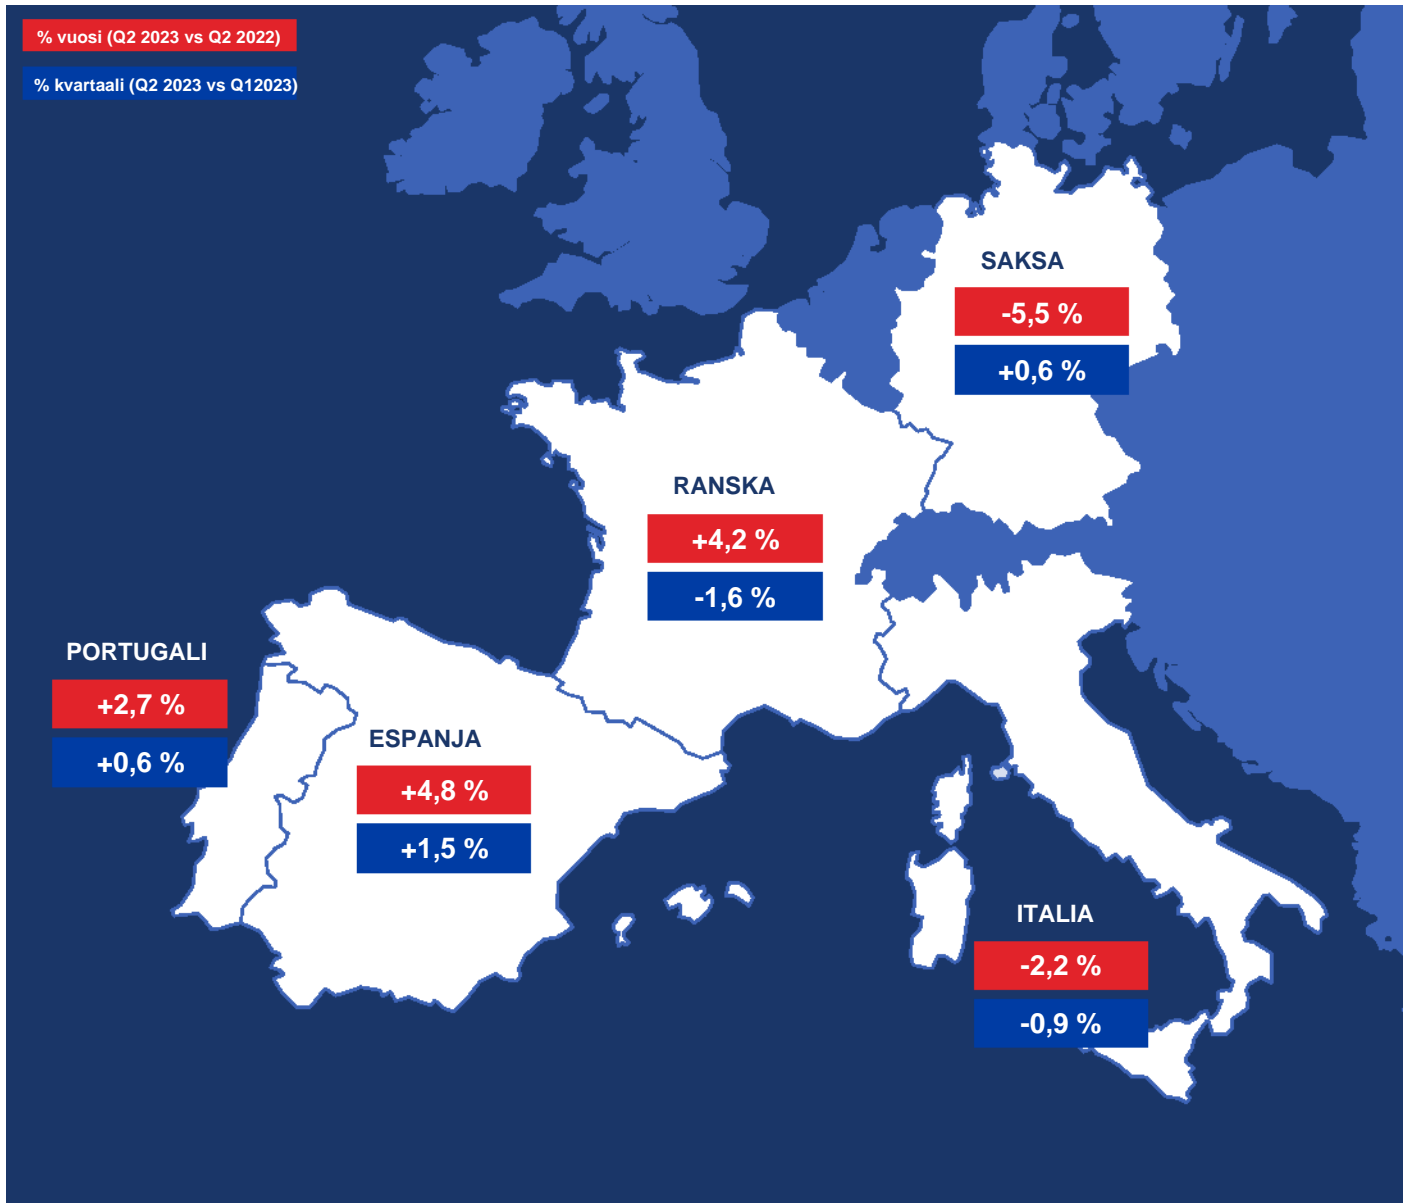 % vuosi (Q2 2023 vs Q2 2022)
% kvartaali (Q2 2023 vs Q12023)
SAKSA
-5,5 %
+0,6 %
RANSKA
+4,2 %
-1,6 %
PORTUGALI
+2,7 %
+0,6 %
ESPANJA
+4,8 %
+1,5 %
ITALIA
-2,2 %
-0,9 %